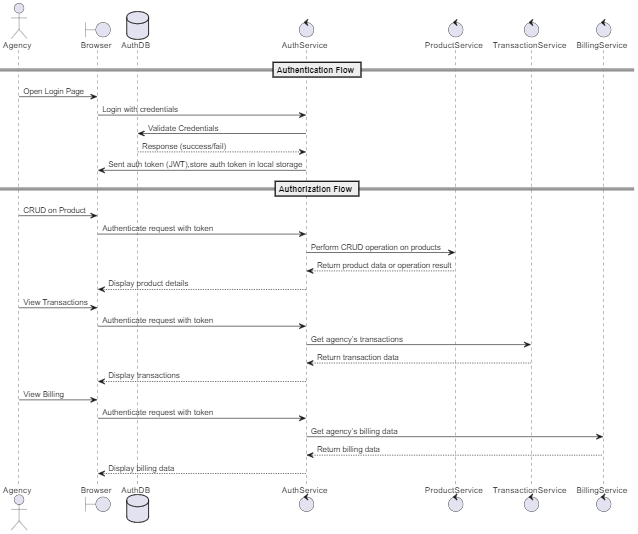 Agency Browser AuthDB AuthService ProductService TransactionService BillingService
Authentication Flow
Open Login Page
Login with credentials
Validate Credentials
Response (success/fail)
Sent auth token (JWT),store auth token in local storage
Authorization Flow
CRUD on Product
Authenticate request with token
Perform CRUD operation on products
Return product data or operation result
Display product details
View Transactions
Authenticate request with token
Get agency's transactions
Return transaction data
Display transactions
View Billing
Authenticate request with token
Get agency's billing data
Return billing data
Display billing data
Agency Browser AuthDB AuthService ProductService TransactionService BillingService